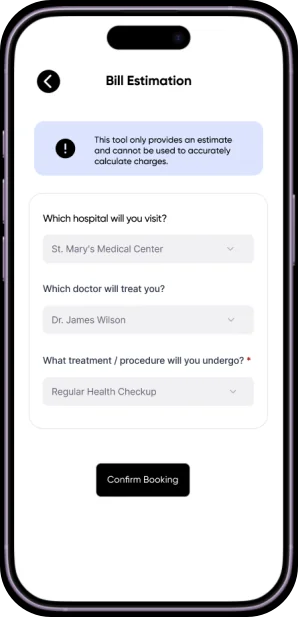 Bill Estimation
This tool only provides an estimate
and cannot be used to accurately
calculate charges.
Which hospital will you visit?
St. Mary's Medical Center
Which doctor will treat you?
Dr. James Wilson
What treatment / procedure will you undergo? *
Regular Health Checkup
Confirm Booking